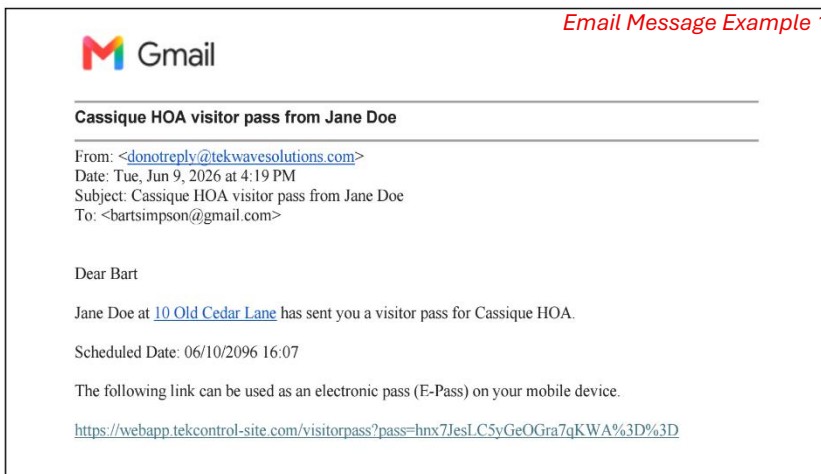 Email Message Example
Gmail
Cassique HOA visitor pass from Jane Doe
From: <donotreply@tekwavesolutions.com>
Date: Tue, Jun 9, 2026 at 4:19 PM
Subject: Cassique HOA visitor pass from Jane Doe
To: <bartsimpson@gmail.com>
Dear Bart
Jane Doe at 10 Old Cedar Lane has sent you a visitor pass for Cassique HOA.
Scheduled Date: 06/10/2096 16:07
The following link can be used as an electronic pass (E-Pass) on your mobile device.
https://webapp.tekcontrol-site.com/visitorpass?pass=hnx7JesLC5yGeOGra7qKWA%3D%3D